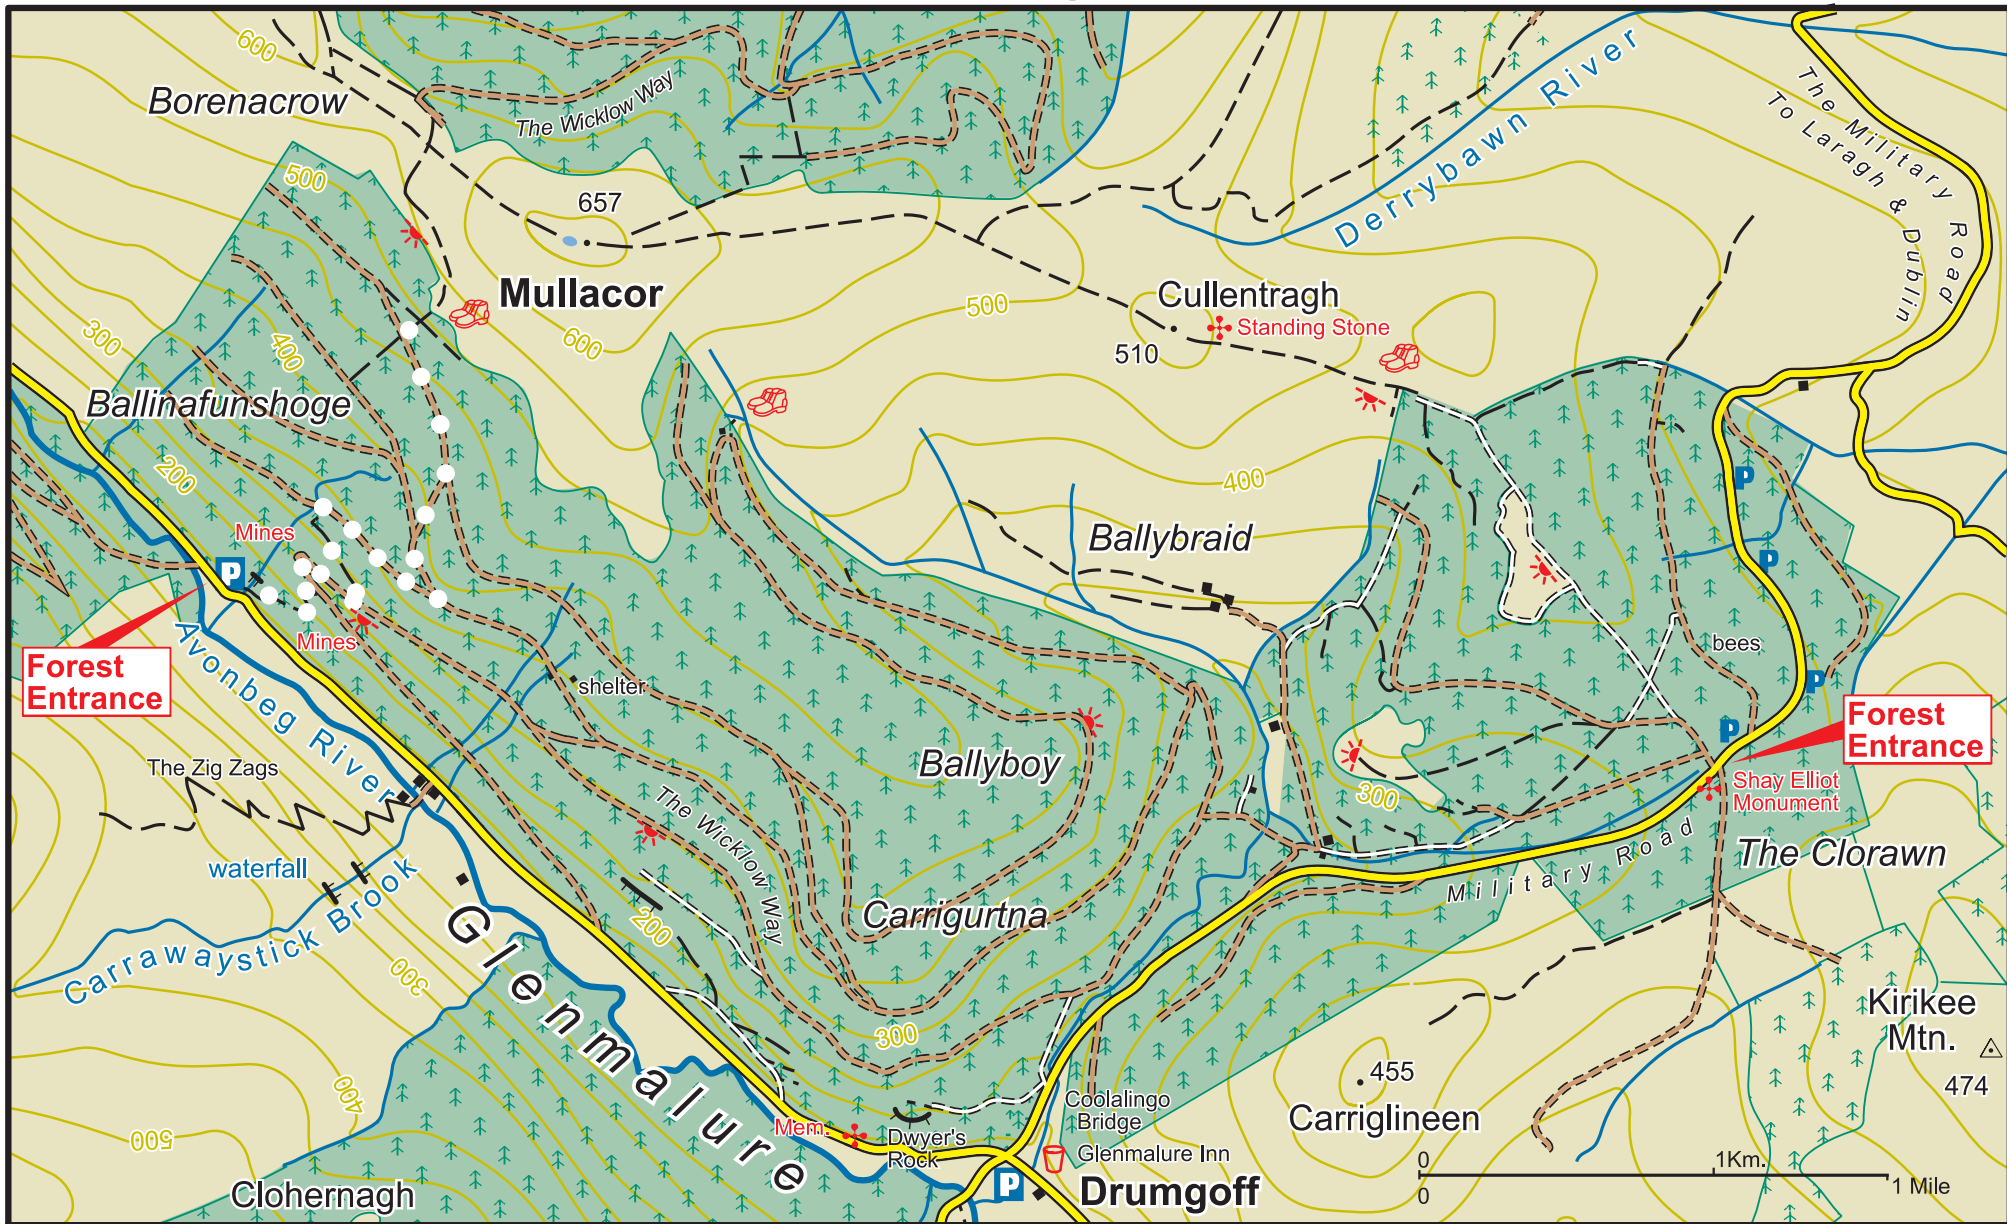 600
Borenacrow
The Wicklow Way
Derrybawn River
The Military Road
To Laragh & Dublin
500
657
Mullacor
600
500
Cullentragh
Standing Stone
510
300
400
Ballinafunshoge
200
400
Ballybraid
Mines
P
P
P
Mines
Forest
Entrance
Avonbeg River
bees
shelter
P
P
Forest
Entrance
Ballyboy
The Zig Zags
The Wicklow Way
300
Shay Elliot
Monument
waterfall
Carrawaystick Brook
Military Road
The Clorawn
Glenmalure
200
Carrigurtna
300
300
Kirikee
Mtn.
474
455
400
500
Coolalingo
Bridge
Carriglineen
Mem.
Dwyer's
Rock
Glenmalure Inn
P
Drumgoff
Clohernagh
0
1Km.
0
1 Mile